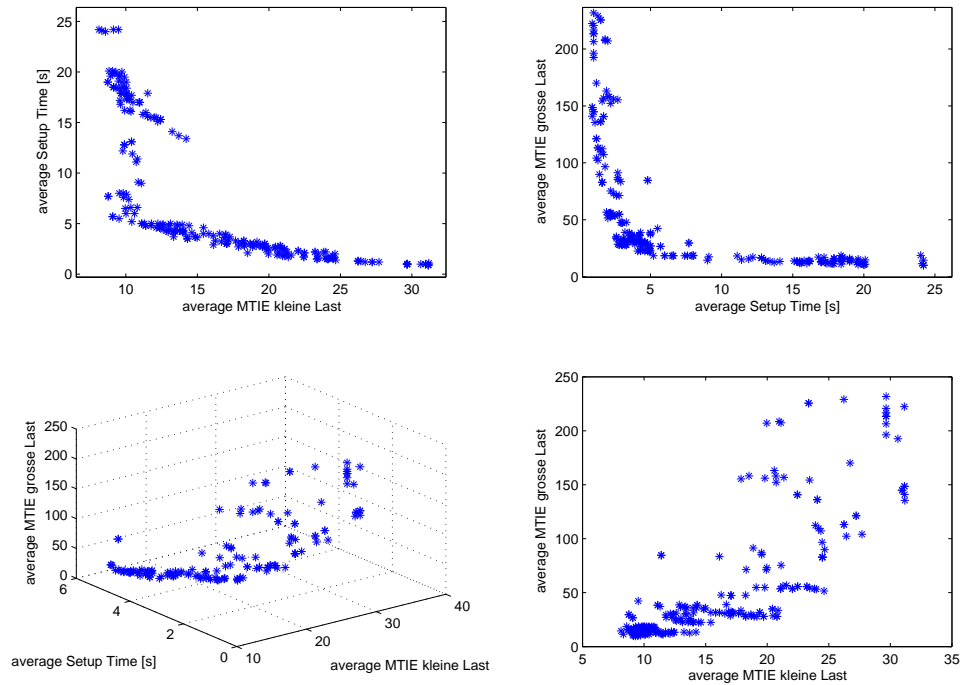 25
20
15
10
5
0
10 15 20 25 30
average Setup Time [s]
average MTIE kleine Last
200
150
100
50
0
5 10 15 20 25
average MTIE grosse Last
average Setup Time [s]
250
200
150
100
50
0
6
4
2
0
10
20
30
40
average MTIE grosse Last
average Setup Time [s]
average MTIE kleine Last
250
200
150
100
50
0
5 10 15 20 25 30 35
average MTIE grosse Last
average MTIE kleine Last